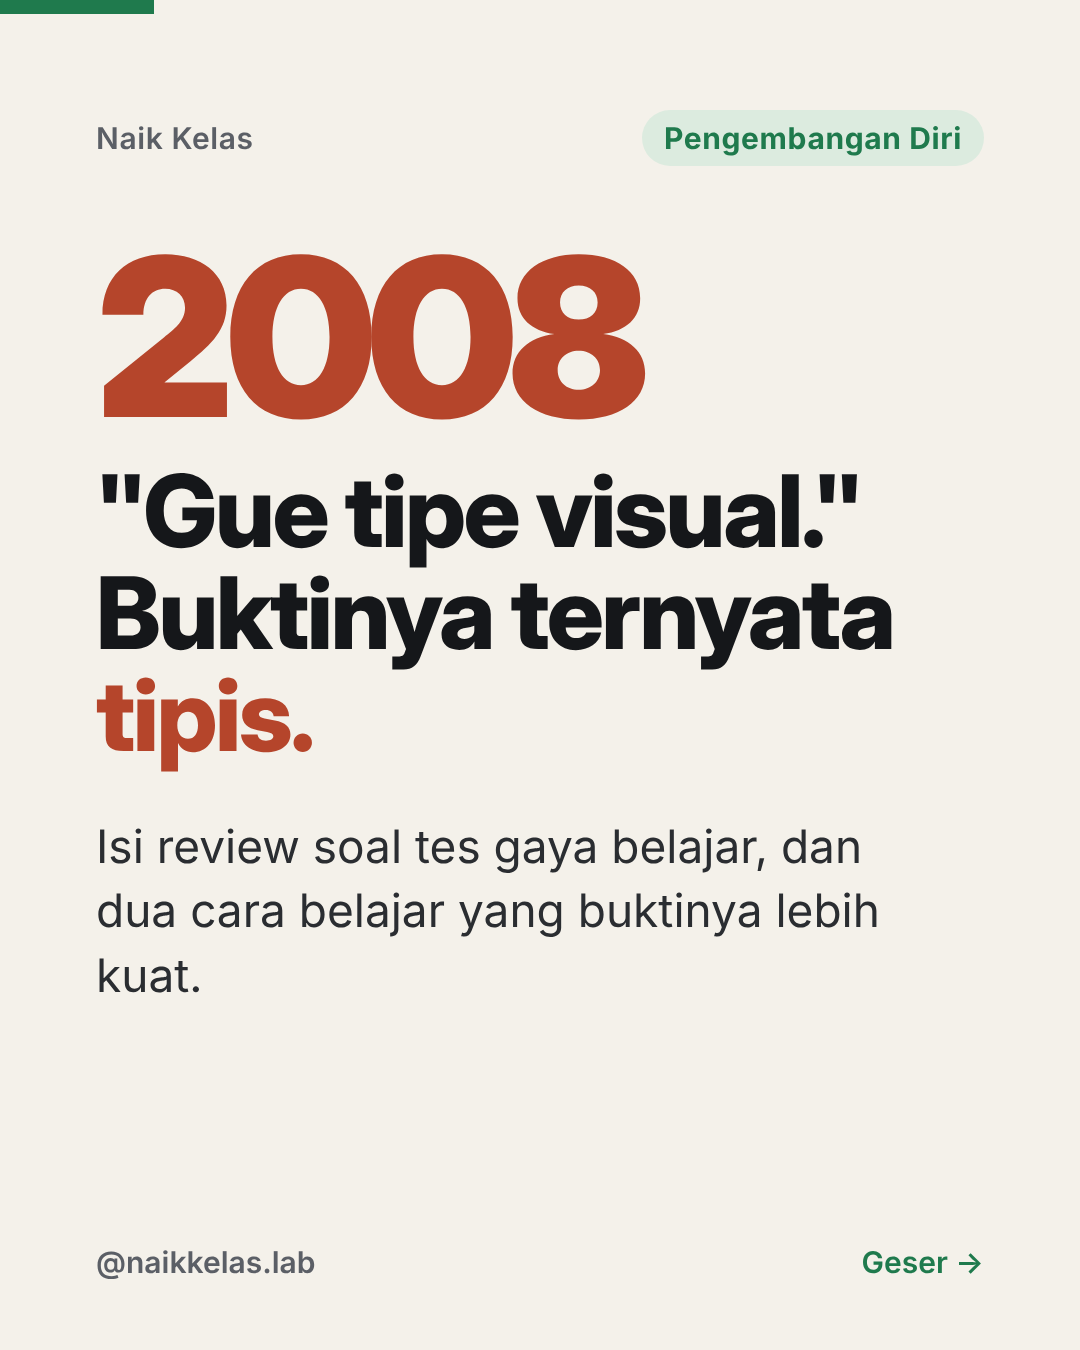 Naik Kelas
Pengembangan Diri
2008
"Gue tipe visual."
Buktinya ternyata
tipis.
Isi review soal tes gaya belajar, dan
dua cara belajar yang buktinya lebih
kuat.
@naikkelas.lab
Geser →